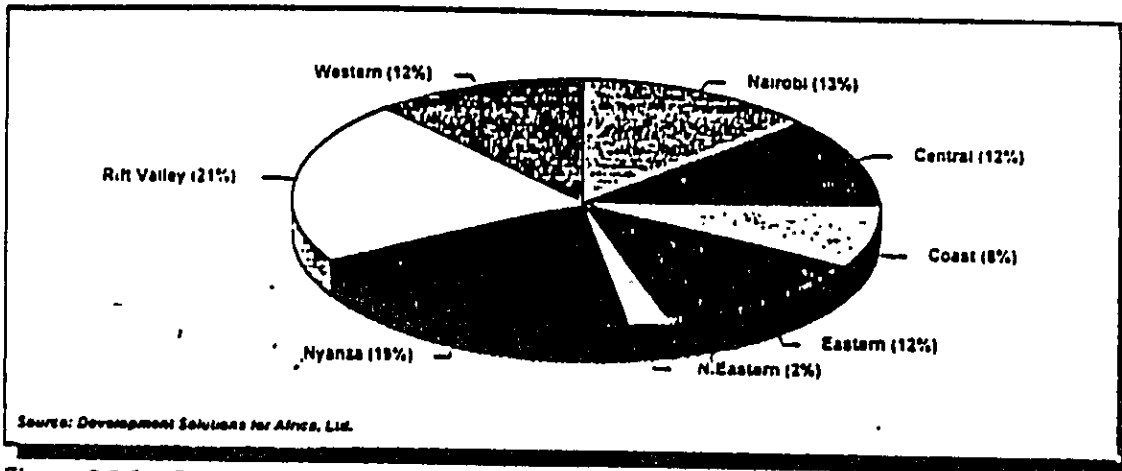 Western (12%)
Nairobi (13%)
Rift Valley (21%)
Central (12%)
Coast (8%)
Eastern (12%)
Nyanza (19%)
N.Eastern (2%)
Source: Development Solutions for Africa, Ltd.